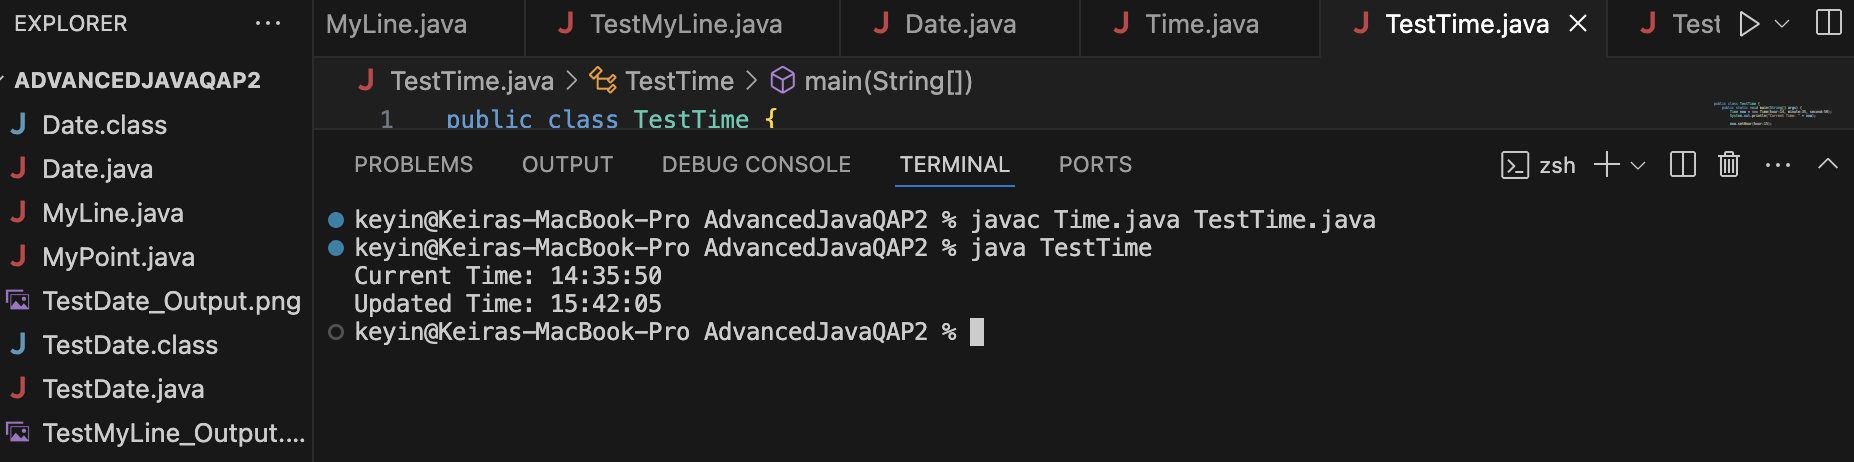 EXPLORER
MyLine.java TestMyLine.java Date.java Time.java TestTime.java Test
ADVANCEDJAVAQAP2
TestTime.java > TestTime > main(String[])
Date.class
1 public class TestTime {
Date.java
PROBLEMS OUTPUT DEBUG CONSOLE TERMINAL PORTS zsh
MyLine.java
keyin@Keiras-MacBook-Pro AdvancedJavaQAP2 % javac Time.java TestTime.java
MyPoint.java
keyin@Keiras-MacBook-Pro AdvancedJavaQAP2 % java TestTime
Current Time: 14:35:50
TestDate_Output.png
Updated Time: 15:42:05
keyin@Keiras-MacBook-Pro AdvancedJavaQAP2 %
TestDate.class
TestDate.java
TestMyLine_Output....